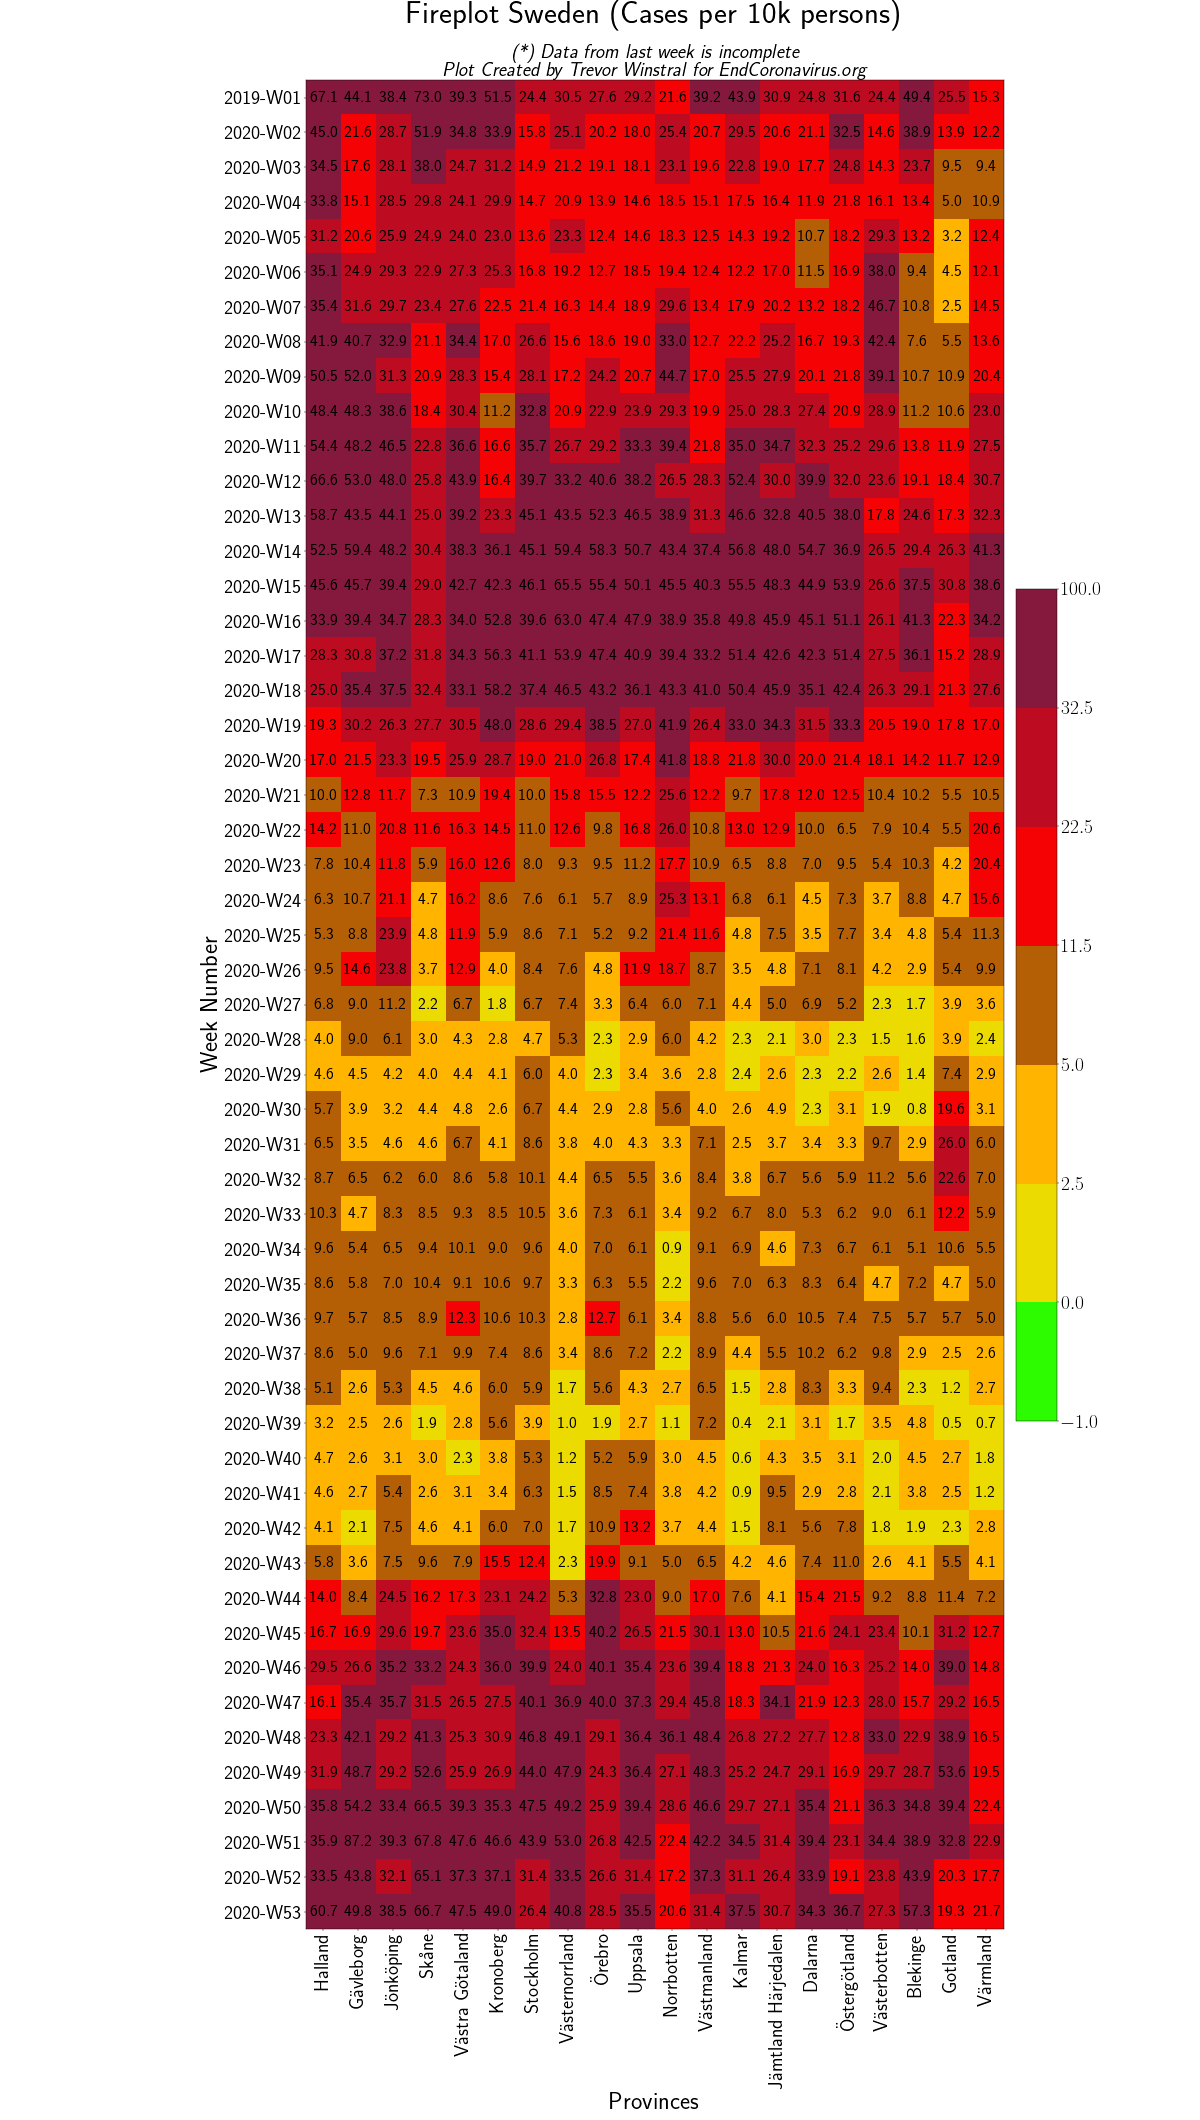 Fireplot Sweden (Cases per 10k persons)
(*) Data from last week is incomplete
Plot Created by Trevor Winstral for EndCoronavirus.org
2019-W01 67.1 44.1 38.4 73.0 39.3 51.5 24.4 30.5 27.6 29.2 21.6 39.2 43.9 30.9 24.8 31.6 24.4 49.4 25.5 15.3
2020-W02 45.0 21.6 28.7 51.9 34.8 33.9 15.8 25.1 20.2 18.0 25.4 20.7 29.5 20.6 21.1 32.5 14.6 38.9 13.9 12.2
2020-W03 34.5 17.6 28.1 38.0 24.7 31.2 14.9 21.2 19.1 18.1 23.1 19.6 22.8 19.0 17.7 24.8 14.3 23.7 9.5 9.4
2020-W04 33.8 15.1 28.5 29.8 24.1 29.9 14.7 20.9 13.9 14.6 18.5 15.1 17.5 16.4 11.9 21.8 16.1 13.4 5.0 10.9
2020-W05 31.2 20.6 25.9 24.9 24.0 23.0 13.6 23.3 12.4 14.6 18.3 12.5 14.3 19.2 10.7 18.2 29.3 13.2 3.2 12.4
2020-W06 35.1 24.9 29.3 22.9 27.3 25.3 16.8 19.2 12.7 18.5 19.4 12.4 12.2 17.0 11.5 16.9 38.0 9.4 4.5 12.1
2020-W07 35.4 31.6 29.7 23.4 27.6 22.5 21.4 16.3 14.4 18.9 29.6 13.4 17.9 20.2 13.2 18.2 46.7 10.8 2.5 14.5
2020-W08 41.9 40.7 32.9 21.1 34.4 17.0 26.6 15.6 18.6 19.0 33.0 12.7 22.2 25.2 16.7 19.3 42.4 7.6 5.5 13.6
2020-W09 50.5 52.0 31.3 20.9 28.3 15.4 28.1 17.2 24.2 20.7 44.7 17.0 25.5 27.9 20.1 21.8 39.1 10.7 10.9 20.4
2020-W10 48.4 48.3 38.6 18.4 30.4 11.2 32.8 20.9 22.9 23.9 29.3 19.9 25.0 28.3 27.4 20.9 28.9 11.2 10.6 23.0
2020-W11 54.4 48.2 46.5 22.8 36.6 16.6 35.7 26.7 29.2 33.3 39.4 21.8 35.0 34.7 32.3 25.2 29.6 13.8 11.9 27.5
2020-W12 66.6 53.0 48.0 25.8 43.9 16.4 39.7 33.2 40.6 38.2 26.5 28.3 52.4 30.0 39.9 32.0 23.6 19.1 18.4 30.7
2020-W13 58.7 43.5 44.1 25.0 39.2 23.3 45.1 43.5 52.3 46.5 38.9 31.3 46.6 32.8 40.5 38.0 17.8 24.6 17.3 32.3
2020-W14 52.5 59.4 48.2 30.4 38.3 36.1 45.1 59.4 58.3 50.7 43.4 37.4 56.8 48.0 54.7 36.9 26.5 29.4 26.3 41.3
2020-W15 45.6 45.7 39.4 29.0 42.7 42.3 46.1 65.5 55.4 50.1 45.5 40.3 55.5 48.3 44.9 53.9 26.6 37.5 30.8 38.6
2020-W16 33.9 39.4 34.7 28.3 34.0 52.8 39.6 63.0 47.4 47.9 38.9 35.8 49.8 45.9 45.1 51.1 26.1 41.3 22.3 34.2
2020-W17 28.3 30.8 37.2 31.8 34.3 56.3 41.1 53.9 47.4 40.9 39.4 33.2 51.4 42.6 42.3 51.4 27.5 36.1 15.2 28.9
2020-W18 25.0 35.4 37.5 32.4 33.1 58.2 37.4 46.5 43.2 36.1 43.3 41.0 50.4 45.9 35.1 42.4 26.3 29.1 21.3 27.6
2020-W19 19.3 30.2 26.3 27.7 30.5 48.0 28.6 29.4 38.5 27.0 41.9 26.4 33.0 34.3 31.5 33.3 20.5 19.0 17.8 17.0
2020-W20 17.0 21.5 23.3 19.5 25.9 28.7 19.0 21.0 26.8 17.4 41.8 18.8 21.8 30.0 20.0 21.4 18.1 14.2 11.7 12.9
2020-W21 10.0 12.8 11.7 7.3 10.9 19.4 10.0 15.8 15.5 12.2 25.6 12.2 9.7 17.8 12.0 12.5 10.4 10.2 5.5 10.5
2020-W22 14.2 11.0 20.8 11.6 16.3 14.5 11.0 12.6 9.8 16.8 26.0 10.8 13.0 12.9 10.0 6.5 7.9 10.4 5.5 20.6
2020-W23 7.8 10.4 11.8 5.9 16.0 12.6 8.0 9.3 9.5 11.2 17.7 10.9 6.5 8.8 7.0 9.5 5.4 10.3 4.2 20.4
2020-W24 6.3 10.7 21.1 4.7 16.2 8.6 7.6 6.1 5.7 8.9 25.3 13.1 6.8 6.1 4.5 7.3 3.7 8.8 4.7 15.6
2020-W25 5.3 8.8 23.9 4.8 11.9 5.9 8.6 7.1 5.2 9.2 21.4 11.6 4.8 7.5 3.5 7.7 3.4 4.8 5.4 11.3
2020-W26 9.5 14.6 23.8 3.7 12.9 4.0 8.4 7.6 4.8 11.9 18.7 8.7 3.5 4.8 7.1 8.1 4.2 2.9 5.4 9.9
2020-W27 6.8 9.0 11.2 2.2 6.7 1.8 6.7 7.4 3.3 6.4 6.0 7.1 4.4 5.0 6.9 5.2 2.3 1.7 3.9 3.6
2020-W28 4.0 9.0 6.1 3.0 4.3 2.8 4.7 5.3 2.3 2.9 6.0 4.2 2.3 2.1 3.0 2.3 1.5 1.6 3.9 2.4
2020-W29 4.6 4.5 4.2 4.0 4.4 4.1 6.0 4.0 2.3 3.4 3.6 2.8 2.4 2.6 2.3 2.2 2.6 1.4 7.4 2.9
2020-W30 5.7 3.9 3.2 4.4 4.8 2.6 6.7 4.4 2.9 2.8 5.6 4.0 2.6 4.9 2.3 3.1 1.9 0.8 19.6 3.1
2020-W31 6.5 3.5 4.6 4.6 6.7 4.1 8.6 3.8 4.0 4.3 3.3 7.1 2.5 3.7 3.4 3.3 9.7 2.9 26.0 6.0
2020-W32 8.7 6.5 6.2 6.0 8.6 5.8 10.1 4.4 6.5 5.5 3.6 8.4 3.8 6.7 5.6 5.9 11.2 5.6 22.6 7.0
2020-W33 10.3 4.7 8.3 8.5 9.3 8.5 10.5 3.6 7.3 6.1 3.4 9.2 6.7 8.0 5.3 6.2 9.0 6.1 12.2 5.9
2020-W34 9.6 5.4 6.5 9.4 10.1 9.0 9.6 4.0 7.0 6.1 0.9 9.1 6.9 4.6 7.3 6.7 6.1 5.1 10.6 5.5
2020-W35 8.6 5.8 7.0 10.4 9.1 10.6 9.7 3.3 6.3 5.5 2.2 9.6 7.0 6.3 8.3 6.4 4.7 7.2 4.7 5.0
2020-W36 9.7 5.7 8.5 8.9 12.3 10.6 10.3 2.8 12.7 6.1 3.4 8.8 5.6 6.0 10.5 7.4 7.5 5.7 5.7 5.0
2020-W37 8.6 5.0 9.6 7.1 9.9 7.4 8.6 3.4 8.6 7.2 2.2 8.9 4.4 5.5 10.2 6.2 9.8 2.9 2.5 2.6
2020-W38 5.1 2.6 5.3 4.5 4.6 6.0 5.9 1.7 5.6 4.3 2.7 6.5 1.5 2.8 8.3 3.3 9.4 2.3 1.2 2.7
2020-W39 3.2 2.5 2.6 1.9 2.8 5.6 3.9 1.0 1.9 2.7 1.1 7.2 0.4 2.1 3.1 1.7 3.5 4.8 0.5 0.7
2020-W40 4.7 2.6 3.1 3.0 2.3 3.8 5.3 1.2 5.2 5.9 3.0 4.5 0.6 4.3 3.5 3.1 2.0 4.5 2.7 1.8
2020-W41 4.6 2.7 5.4 2.6 3.1 3.4 6.3 1.5 8.5 7.4 3.8 4.2 0.9 9.5 2.9 2.8 2.1 3.8 2.5 1.2
2020-W42 4.1 2.1 7.5 4.6 4.1 6.0 7.0 1.7 10.9 13.2 3.7 4.4 1.5 8.1 5.6 7.8 1.8 1.9 2.3 2.8
2020-W43 5.8 3.6 7.5 9.6 7.9 15.5 12.4 2.3 19.9 9.1 5.0 6.5 4.2 4.6 7.4 11.0 2.6 4.1 5.5 4.1
2020-W44 14.0 8.4 24.5 16.2 17.3 23.1 24.2 5.3 32.8 23.0 9.0 17.0 7.6 4.1 15.4 21.5 9.2 8.8 11.4 7.2
2020-W45 16.7 16.9 29.6 19.7 23.6 35.0 32.4 13.5 40.2 26.5 21.5 30.1 13.0 10.5 21.6 24.1 23.4 10.1 31.2 12.7
2020-W46 29.5 26.6 35.2 33.2 24.3 36.0 39.9 24.0 40.1 35.4 23.6 39.4 18.8 21.3 24.0 16.3 25.2 14.0 39.0 14.8
2020-W47 16.1 35.4 35.7 31.5 26.5 27.5 40.1 36.9 40.0 37.3 29.4 45.8 18.3 34.1 21.9 12.3 28.0 15.7 29.2 16.5
2020-W48 23.3 42.1 29.2 41.3 25.3 30.9 46.8 49.1 29.1 36.4 36.1 48.4 26.8 27.2 27.7 12.8 33.0 22.9 38.9 16.5
2020-W49 31.9 48.7 29.2 52.6 25.9 26.9 44.0 47.9 24.3 36.4 27.1 48.3 25.2 24.7 29.1 16.9 29.7 28.7 53.6 19.5
2020-W50 35.8 54.2 33.4 66.5 39.3 35.3 47.5 49.2 25.9 39.4 28.6 46.6 29.7 27.1 35.4 21.1 36.3 34.8 39.4 22.4
2020-W51 35.9 87.2 39.3 67.8 47.6 46.6 43.9 53.0 26.8 42.5 22.4 42.2 34.5 31.4 39.4 23.1 34.4 38.9 32.8 22.9
2020-W52 33.5 43.8 32.1 65.1 37.3 37.1 31.4 33.5 26.6 31.4 17.2 37.3 31.1 26.4 33.9 19.1 23.8 43.9 20.3 17.7
2020-W53 60.7 49.8 38.5 66.7 47.5 49.0 26.4 40.8 28.5 35.5 20.6 31.4 37.5 30.7 34.3 36.7 27.3 57.3 19.3 21.7
Week Number
Halland
Gävleborg
Jönköping
Skåne
Västra Götaland
Kronoberg
Stockholm
Västernorrland
Örebro
Uppsala
Norrbotten
Västmanland
Kalmar
Jämtland Härjedalen
Dalarna
Östergötland
Västerbotten
Blekinge
Gotland
Värmland
Provinces
100.0
32.5
22.5
11.5
5.0
2.5
0.0
−1.0